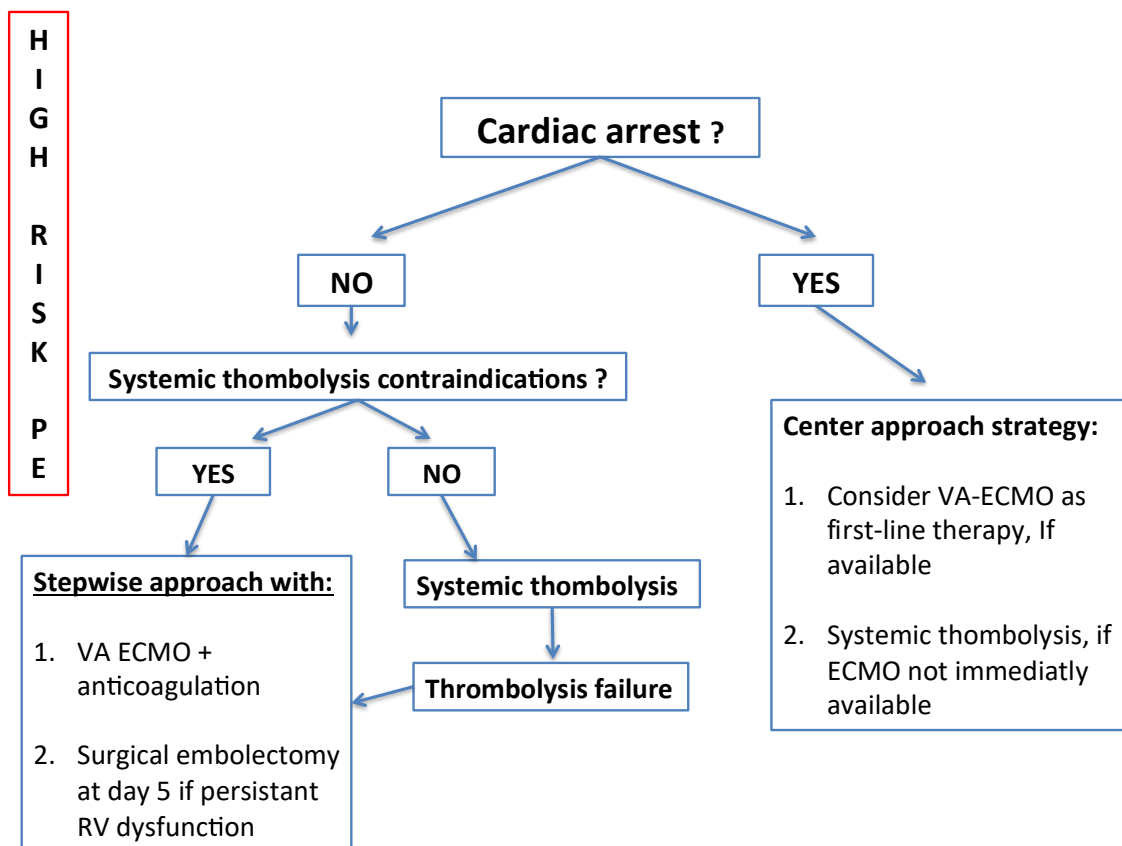 H
I
G
H
R
I
S
K
P
E
Cardiac arrest ?
NO
YES
Systemic thombolysis contraindications ?
YES
NO
Stepwise approach with:
1. VA ECMO +
anticoagulation
2. Surgical embolectomy
at day 5 if persistant
RV dysfunction
Systemic thombolysis
Thrombolysis failure
Center approach strategy:
1. Consider VA-ECMO as
first-line therapy, If
available
2. Systemic thombolysis, if
ECMO not immediatly
available